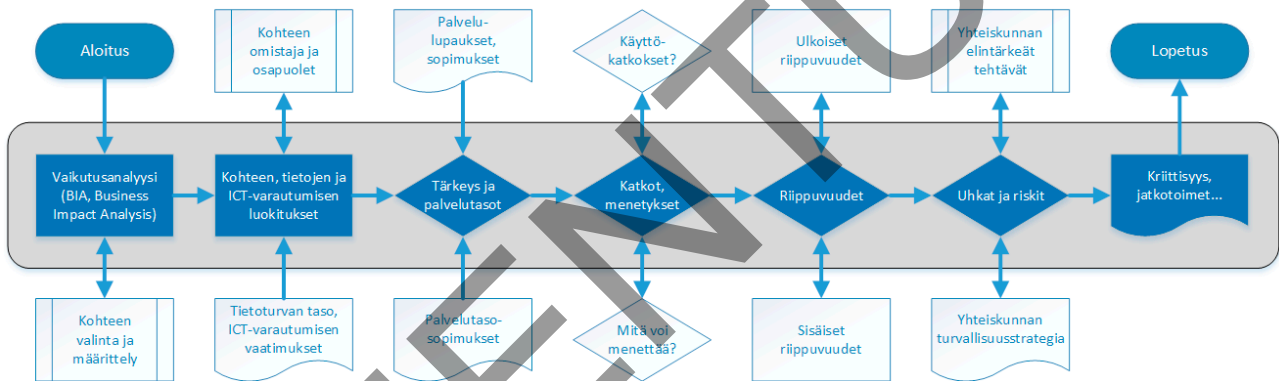 Aloitus
Kohteen
omistaja ja
osapuolet
Palvelu-
lupaukset,
sopimukset
Käyttö-
katkokset?
Ulkoiset
riippuvuudet
Yhteiskunnan
elintärkeät
tehtävät
Lopetus
Vaikutusanalyysi
(BIA, Business
Impact Analysis)
Kohteen, tietojen ja
ICT-varautumisen
luokitukset
Tärkeys ja
palvelutasot
Katkot,
menetykset
Riippuvuudet
Uhkat ja riskit
Kriittisyys,
jatkotoimet...
Kohteen
valinta ja
määrittely
Tietoturvan taso,
ICT-varautumisen
vaatimukset
Palvelutaso-
sopimukset
Mitä voi
menettää?
Sisäiset
riippuvuudet
Yhteiskunnan
turvallisuusstrategia